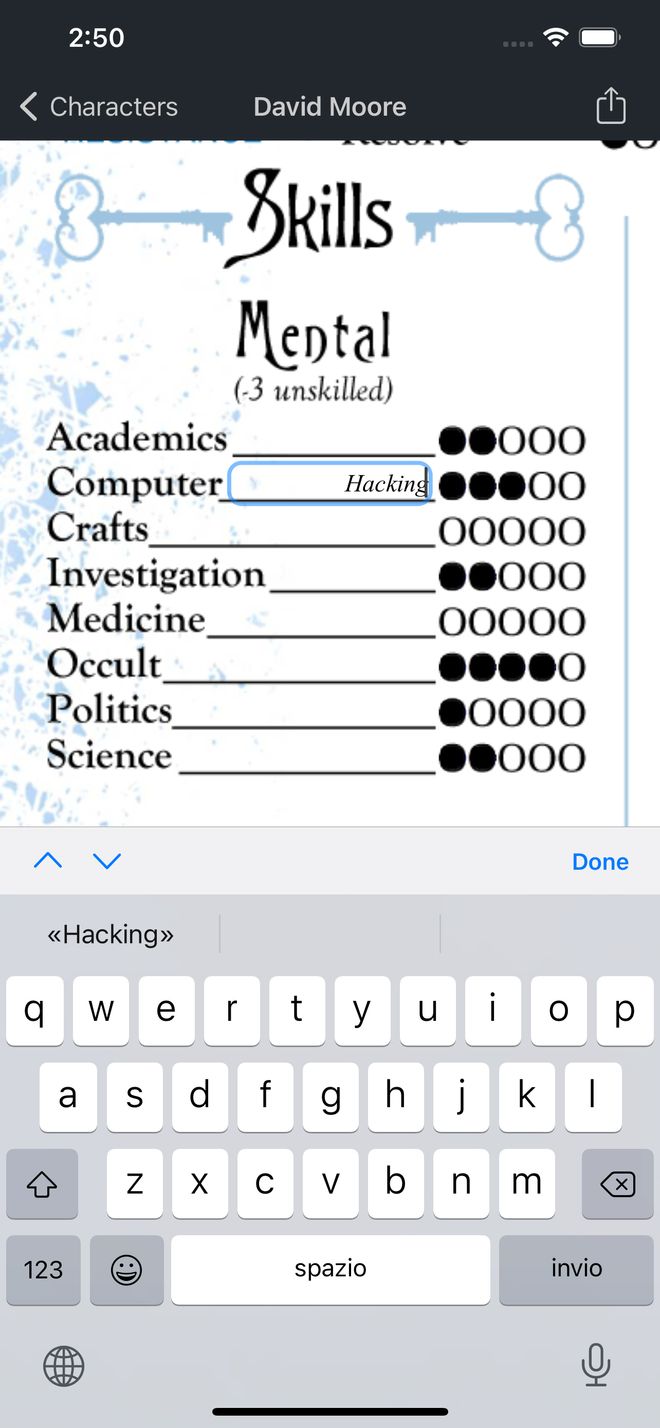 2:50
Characters
David Moore
Resolve
Skills
Mental
(-3 unskilled)
Academics
Computer Hacking
Crafts
Investigation
Medicine
Occult
Politics
Science
Done
«Hacking»
q w e r t y u i o p
a s d f g h j k l
z x c v b n m
123 spazio invio